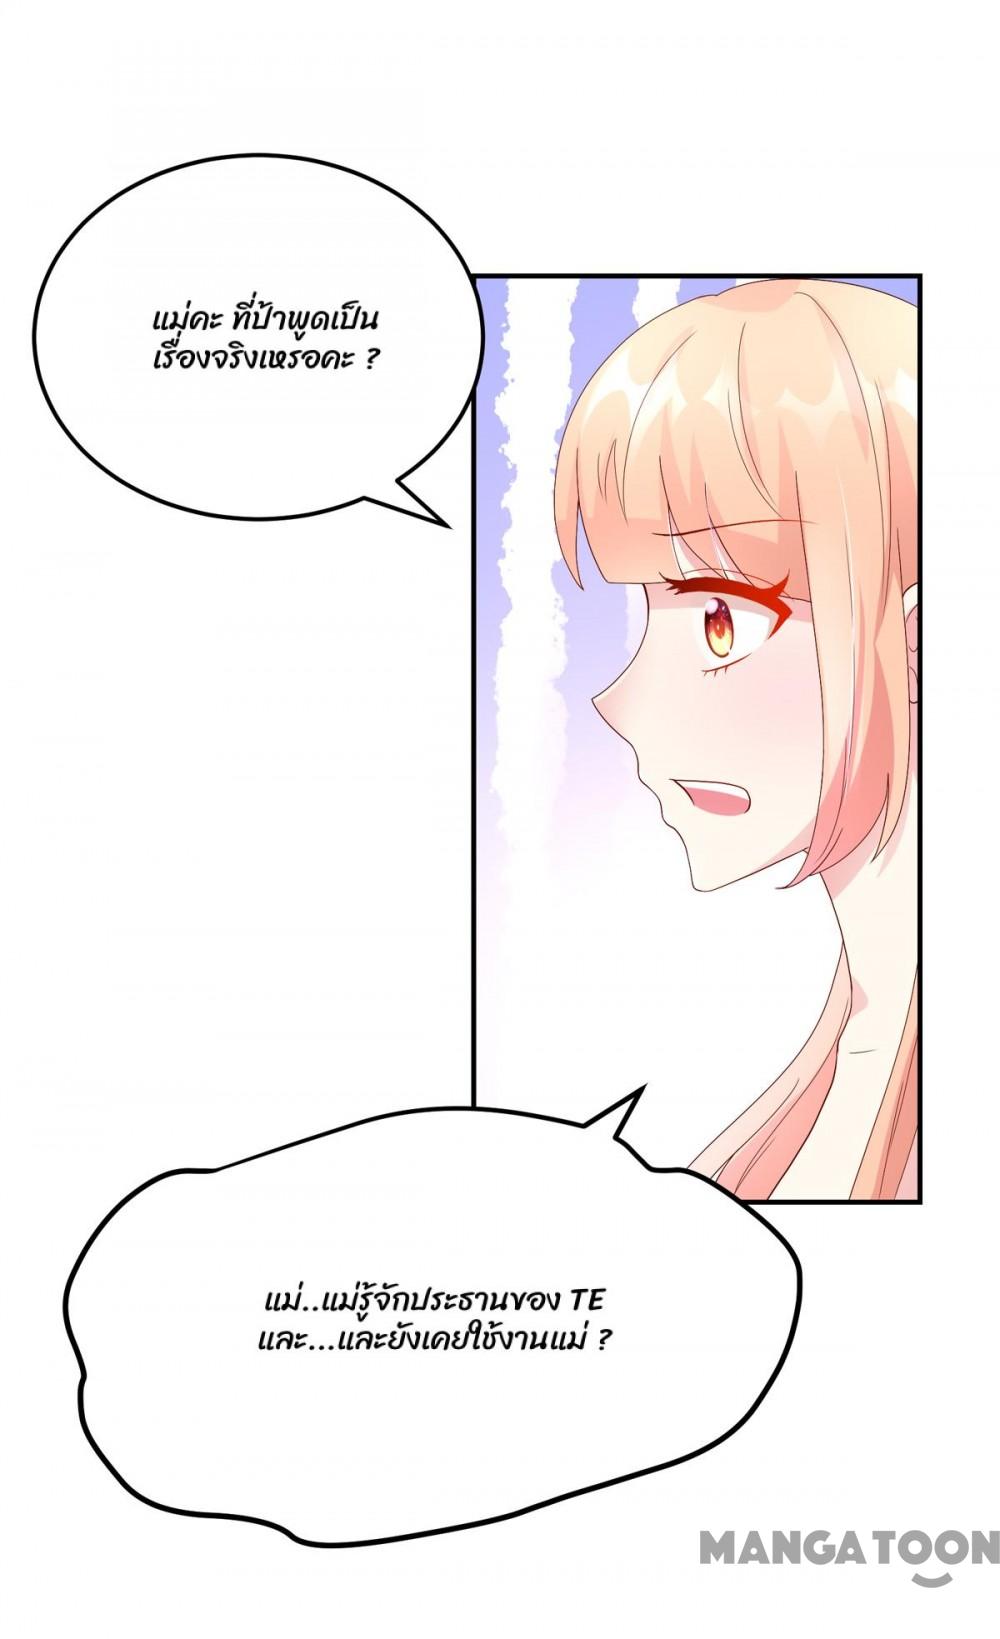 แม่คะ ที่ป้าพูดเป็น
เรื่องจริงเหรอคะ ?
แม่..แม่รู้จักประธานของ TE
และ...และยังเคยใช้งานแม่ ?
MANGATOON